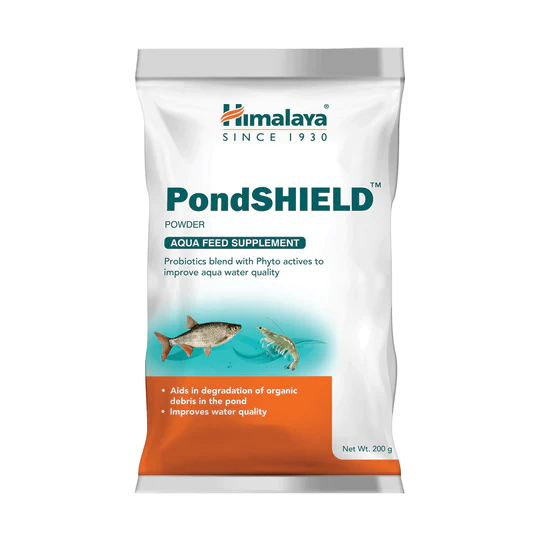 Himalaya®
SINCE 1930
PondSHIELD™
POWDER
AQUA FEED SUPPLEMENT
Probiotics blend with Phyto actives to
improve aqua water quality
• Aids in degradation of organic
debris in the pond
• Improves water quality
Net Wt. 200 g